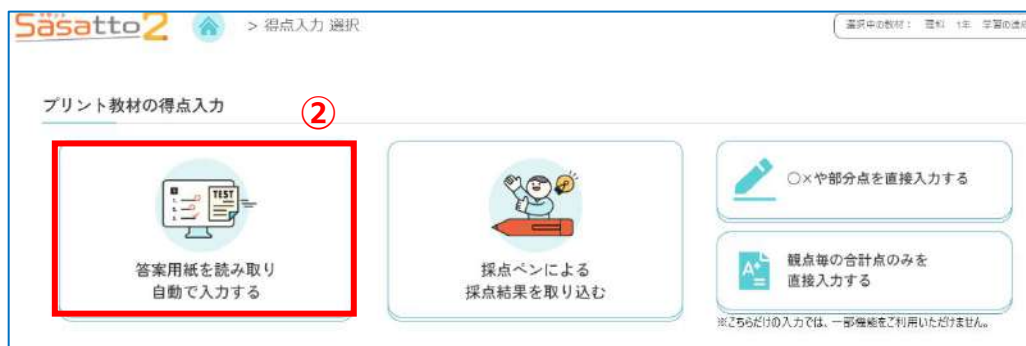 Sasatto2
> 得点入力 選択
選択中の教材： 理科 1年 学習の達成
プリント教材の得点入力
②
TEST
答案用紙を読み取り
自動で入力する
採点ペンによる
採点結果を取り込む
○×や部分点を直接入力する
A+
観点毎の合計点のみを
直接入力する
※こちらだけの入力では、一部機能をご利用いただけません。